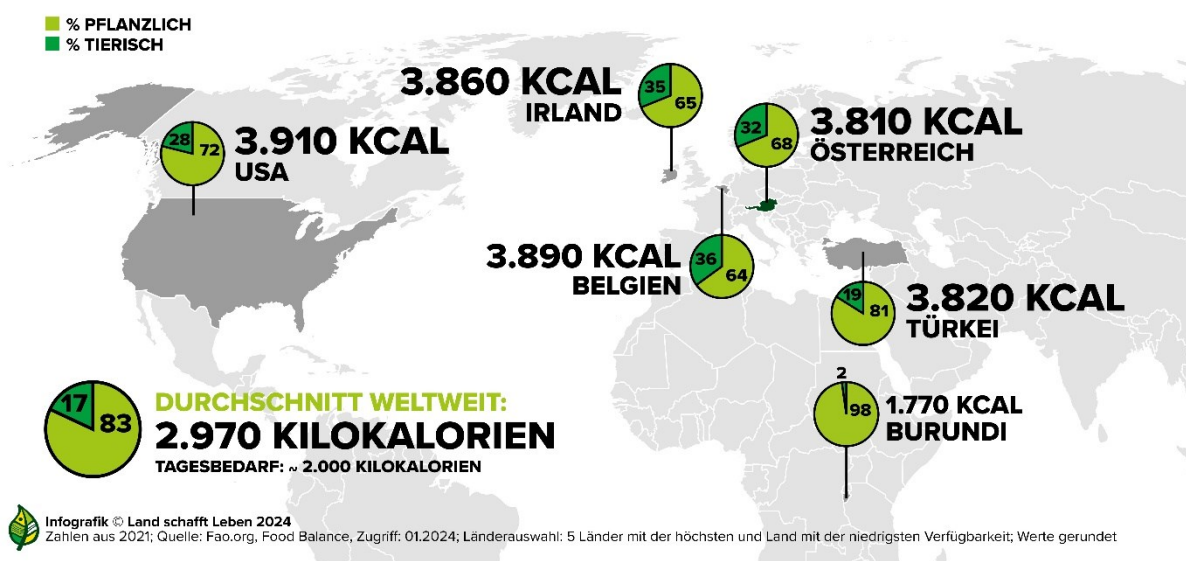 % PFLANZLICH
% TIERISCH
28
72
3.910 KCAL
USA
3.860 KCAL
IRLAND
35
65
32
68
3.810 KCAL
ÖSTERREICH
3.890 KCAL
BELGIEN
36
64
19
81
3.820 KCAL
TÜRKEI
2
98
1.770 KCAL
BURUNDI
17
83
DURCHSCHNITT WELTWEIT:
2.970 KILOKALORIEN
TAGESBEDARF: ~ 2.000 KILOKALORIEN
Infografik © Land schafft Leben 2024
Zahlen aus 2021; Quelle: Fao.org, Food Balance, Zugriff: 01.2024; Länderauswahl: 5 Länder mit der höchsten und Land mit der niedrigsten Verfügbarkeit; Werte gerundet